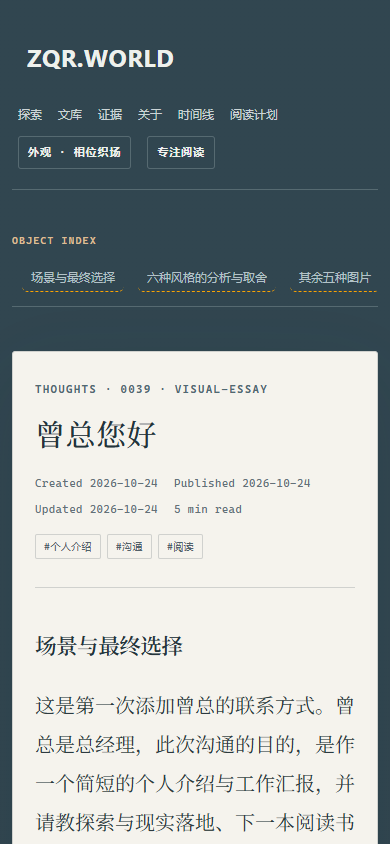 ZQR.WORLD
探索 文库 证据 关于 时间线 阅读计划
外观 · 相位织场 专注阅读
OBJECT INDEX
场景与最终选择 六种风格的分析与取舍 其余五种图片
THOUGHTS · 0039 · VISUAL-ESSAY
曾总您好
Created 2026-10-24 Published 2026-10-24
Updated 2026-10-24 5 min read
#个人介绍 #沟通 #阅读
场景与最终选择
这是第一次添加曾总的联系方式。曾
总是总经理，此次沟通的目的，是作
一个简短的个人介绍与工作汇报，并
请教探索与现实落地、下一本阅读书